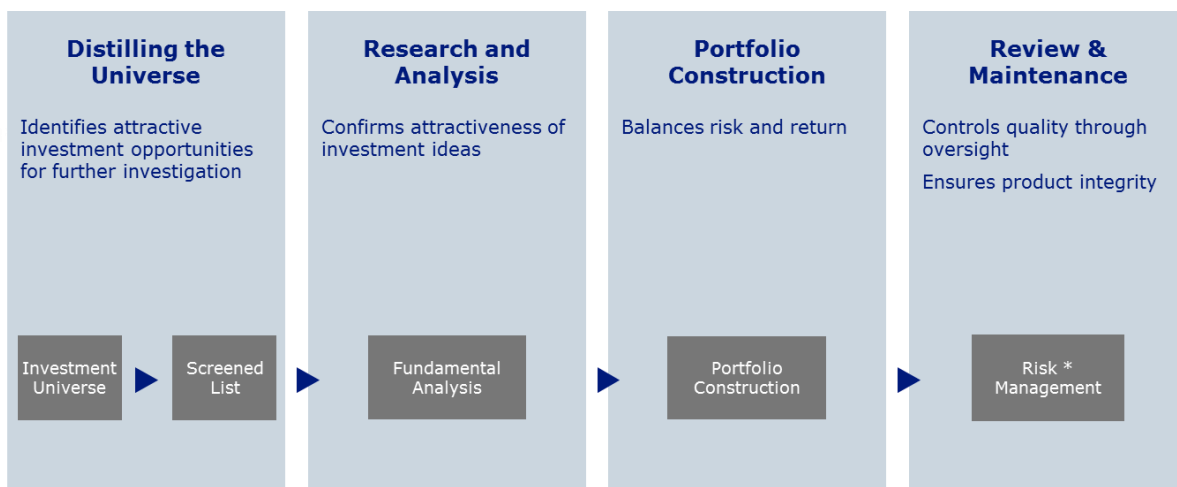 Distilling the
Universe
Identifies attractive
investment opportunities
for further investigation
Investment
Universe
Screened
List
Research and
Analysis
Confirms attractiveness of
investment ideas
Fundamental
Analysis
Portfolio
Construction
Balances risk and return
Portfolio
Construction
Review &
Maintenance
Controls quality through
oversight
Ensures product integrity
Risk *
Management